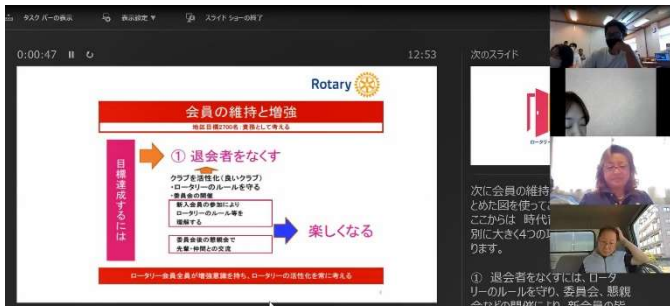 タスク バーの表示
表示設定 ▼
スライド ショーの終了
0:00:47
12:53
次のスライド
Rotary
会員の維持と増強
地区目標2700名:責務として考える
目標達成するには
① 退会者をなくす
クラブを活性化(良いクラブ)
・ロータリーのルールを守る
・委員会の開催
新入会員の参加により
ロータリーのルール等を
理解する
委員会後の懇親会で
先輩・仲間との交流
楽しくなる
ロータリー会員全員が増強意識を持ち、ロータリーの活性化を常に考える
次に会員の維持
とめた図を使って
ここからは 時代
別に大きく4つの
ります。
① 退会者をなくすには、ロータ
リーのルールを守り、委員会、懇親